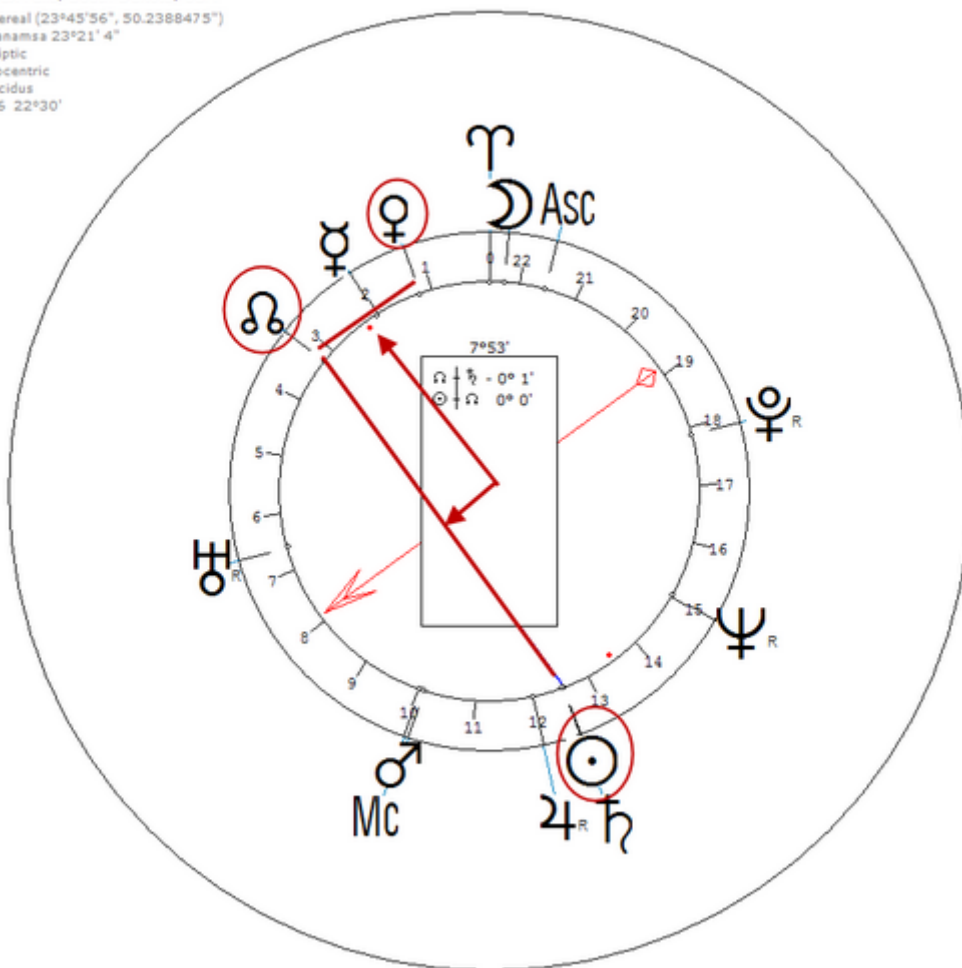 ereal (23°45'56", 50.2388475")
anamsa 23°21' 4"
iptic
ocentric
cidus
22°30'
♈
☽ Asc
♀
☿
☊
0
22
21
20
19
18
17
16
15
14
13
12
11
10
9
8
7
6
5
4
3
2
1
7°53'
☊ ♄ - 0° 1'
☉ ☊ 0° 0'
♇ R
♅ R
♆ R
☉
♂
Mc
♃ R ♄